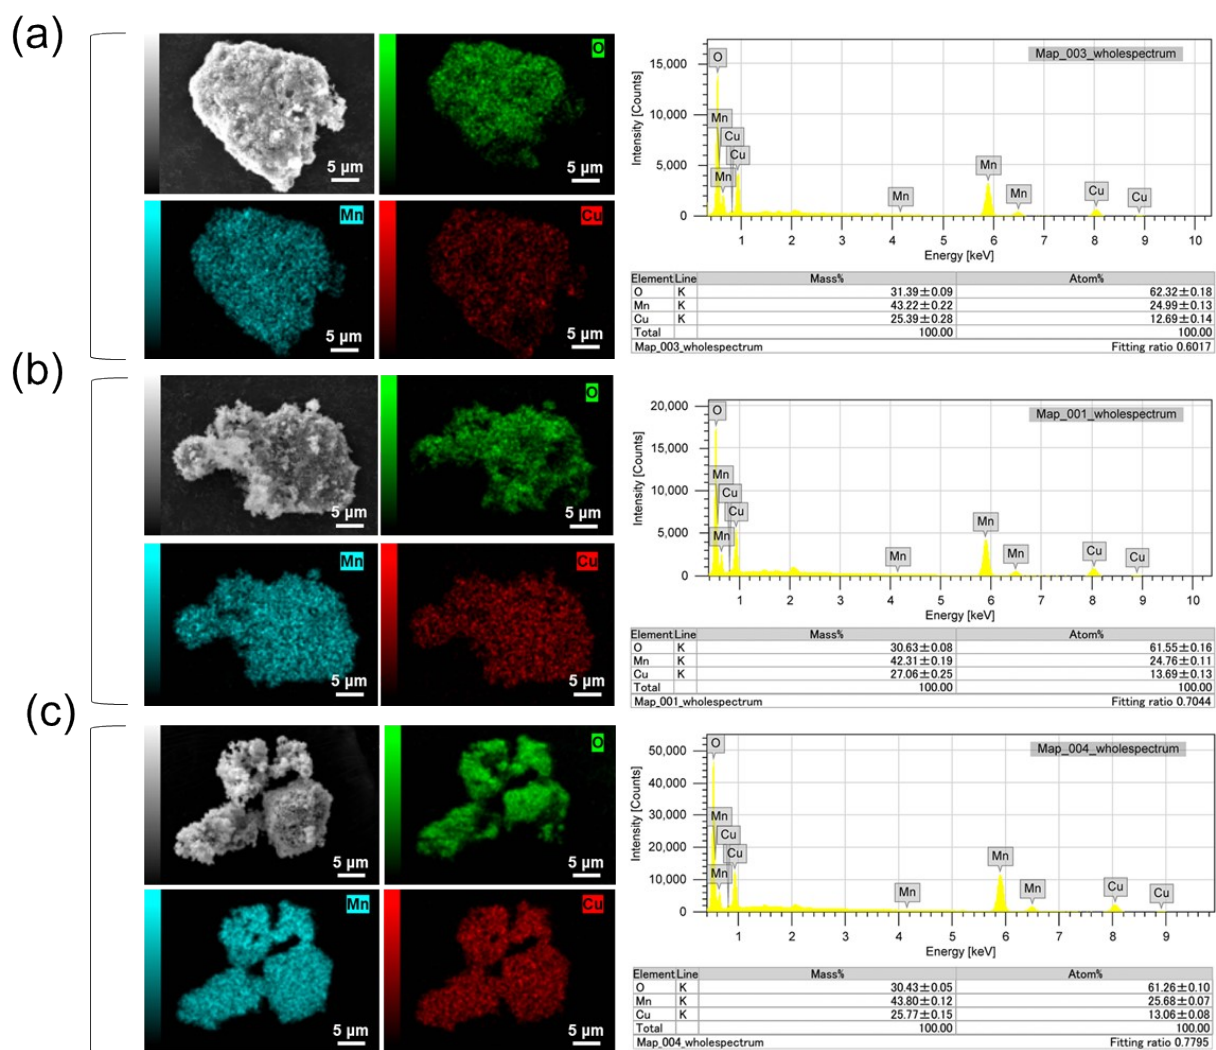 (a)
O
5 µm
5 µm
Mn
Cu
5 µm
5 µm
Map_003_wholespectrum
Intensity [Counts]
15,000
10,000
5,000
0
O
Mn
Cu
Cu
Mn
Mn
Mn
Mn
Cu
Cu
1 2 3 4 5 6 7 8 9 10
Energy [keV]
Element Line Mass% Atom%
O K 31.39±0.09 62.32±0.18
Mn K 43.22±0.22 24.99±0.13
Cu K 25.39±0.28 12.69±0.14
Total 100.00 100.00
Map_003_wholespectrum Fitting ratio 0.6017
(b)
O
5 µm
5 µm
Mn
Cu
5 µm
5 µm
Map_001_wholespectrum
Intensity [Counts]
20,000
15,000
10,000
5,000
0
O
Mn
Cu
Cu
Mn
Mn
Mn
Mn
Cu
Cu
1 2 3 4 5 6 7 8 9 10
Energy [keV]
Element Line Mass% Atom%
O K 30.63±0.08 61.55±0.16
Mn K 42.31±0.19 24.76±0.11
Cu K 27.06±0.25 13.69±0.13
Total 100.00 100.00
Map_001_wholespectrum Fitting ratio 0.7044
(c)
O
5 µm
5 µm
Mn
Cu
5 µm
5 µm
Map_004_wholespectrum
Intensity [Counts]
50,000
40,000
30,000
20,000
10,000
0
O
Mn
Cu
Cu
Mn
Mn
Mn
Mn
Cu
Cu
1 2 3 4 5 6 7 8 9
Energy [keV]
Element Line Mass% Atom%
O K 30.43±0.05 61.26±0.10
Mn K 43.80±0.12 25.68±0.07
Cu K 25.77±0.15 13.06±0.08
Total 100.00 100.00
Map_004_wholespectrum Fitting ratio 0.7795